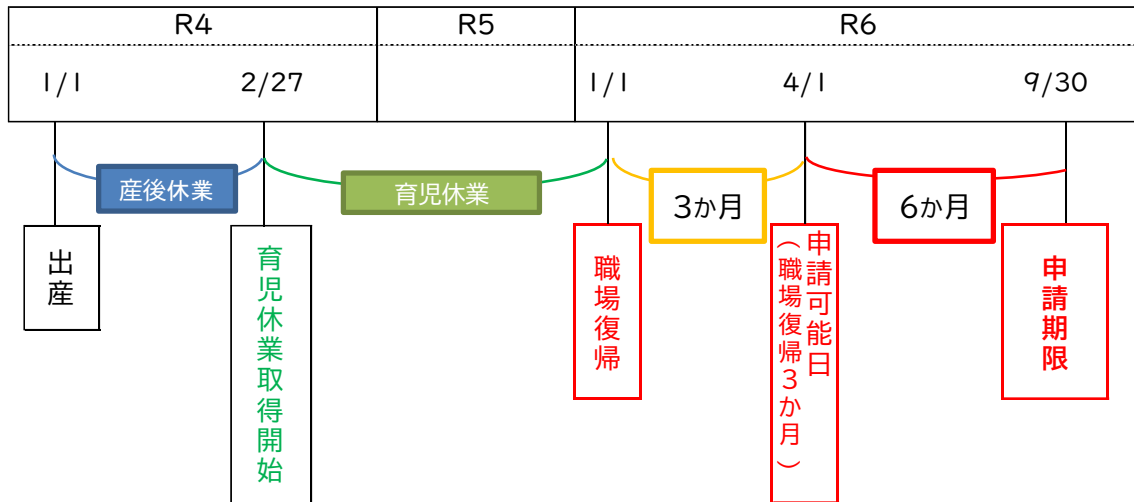 R4
R5
R6
1/1
2/27
1/1
4/1
9/30
産後休業
育児休業
3か月
6か月
出産
育児休業取得開始
職場復帰
申請可能日
（職場復帰3か月）
申請期限